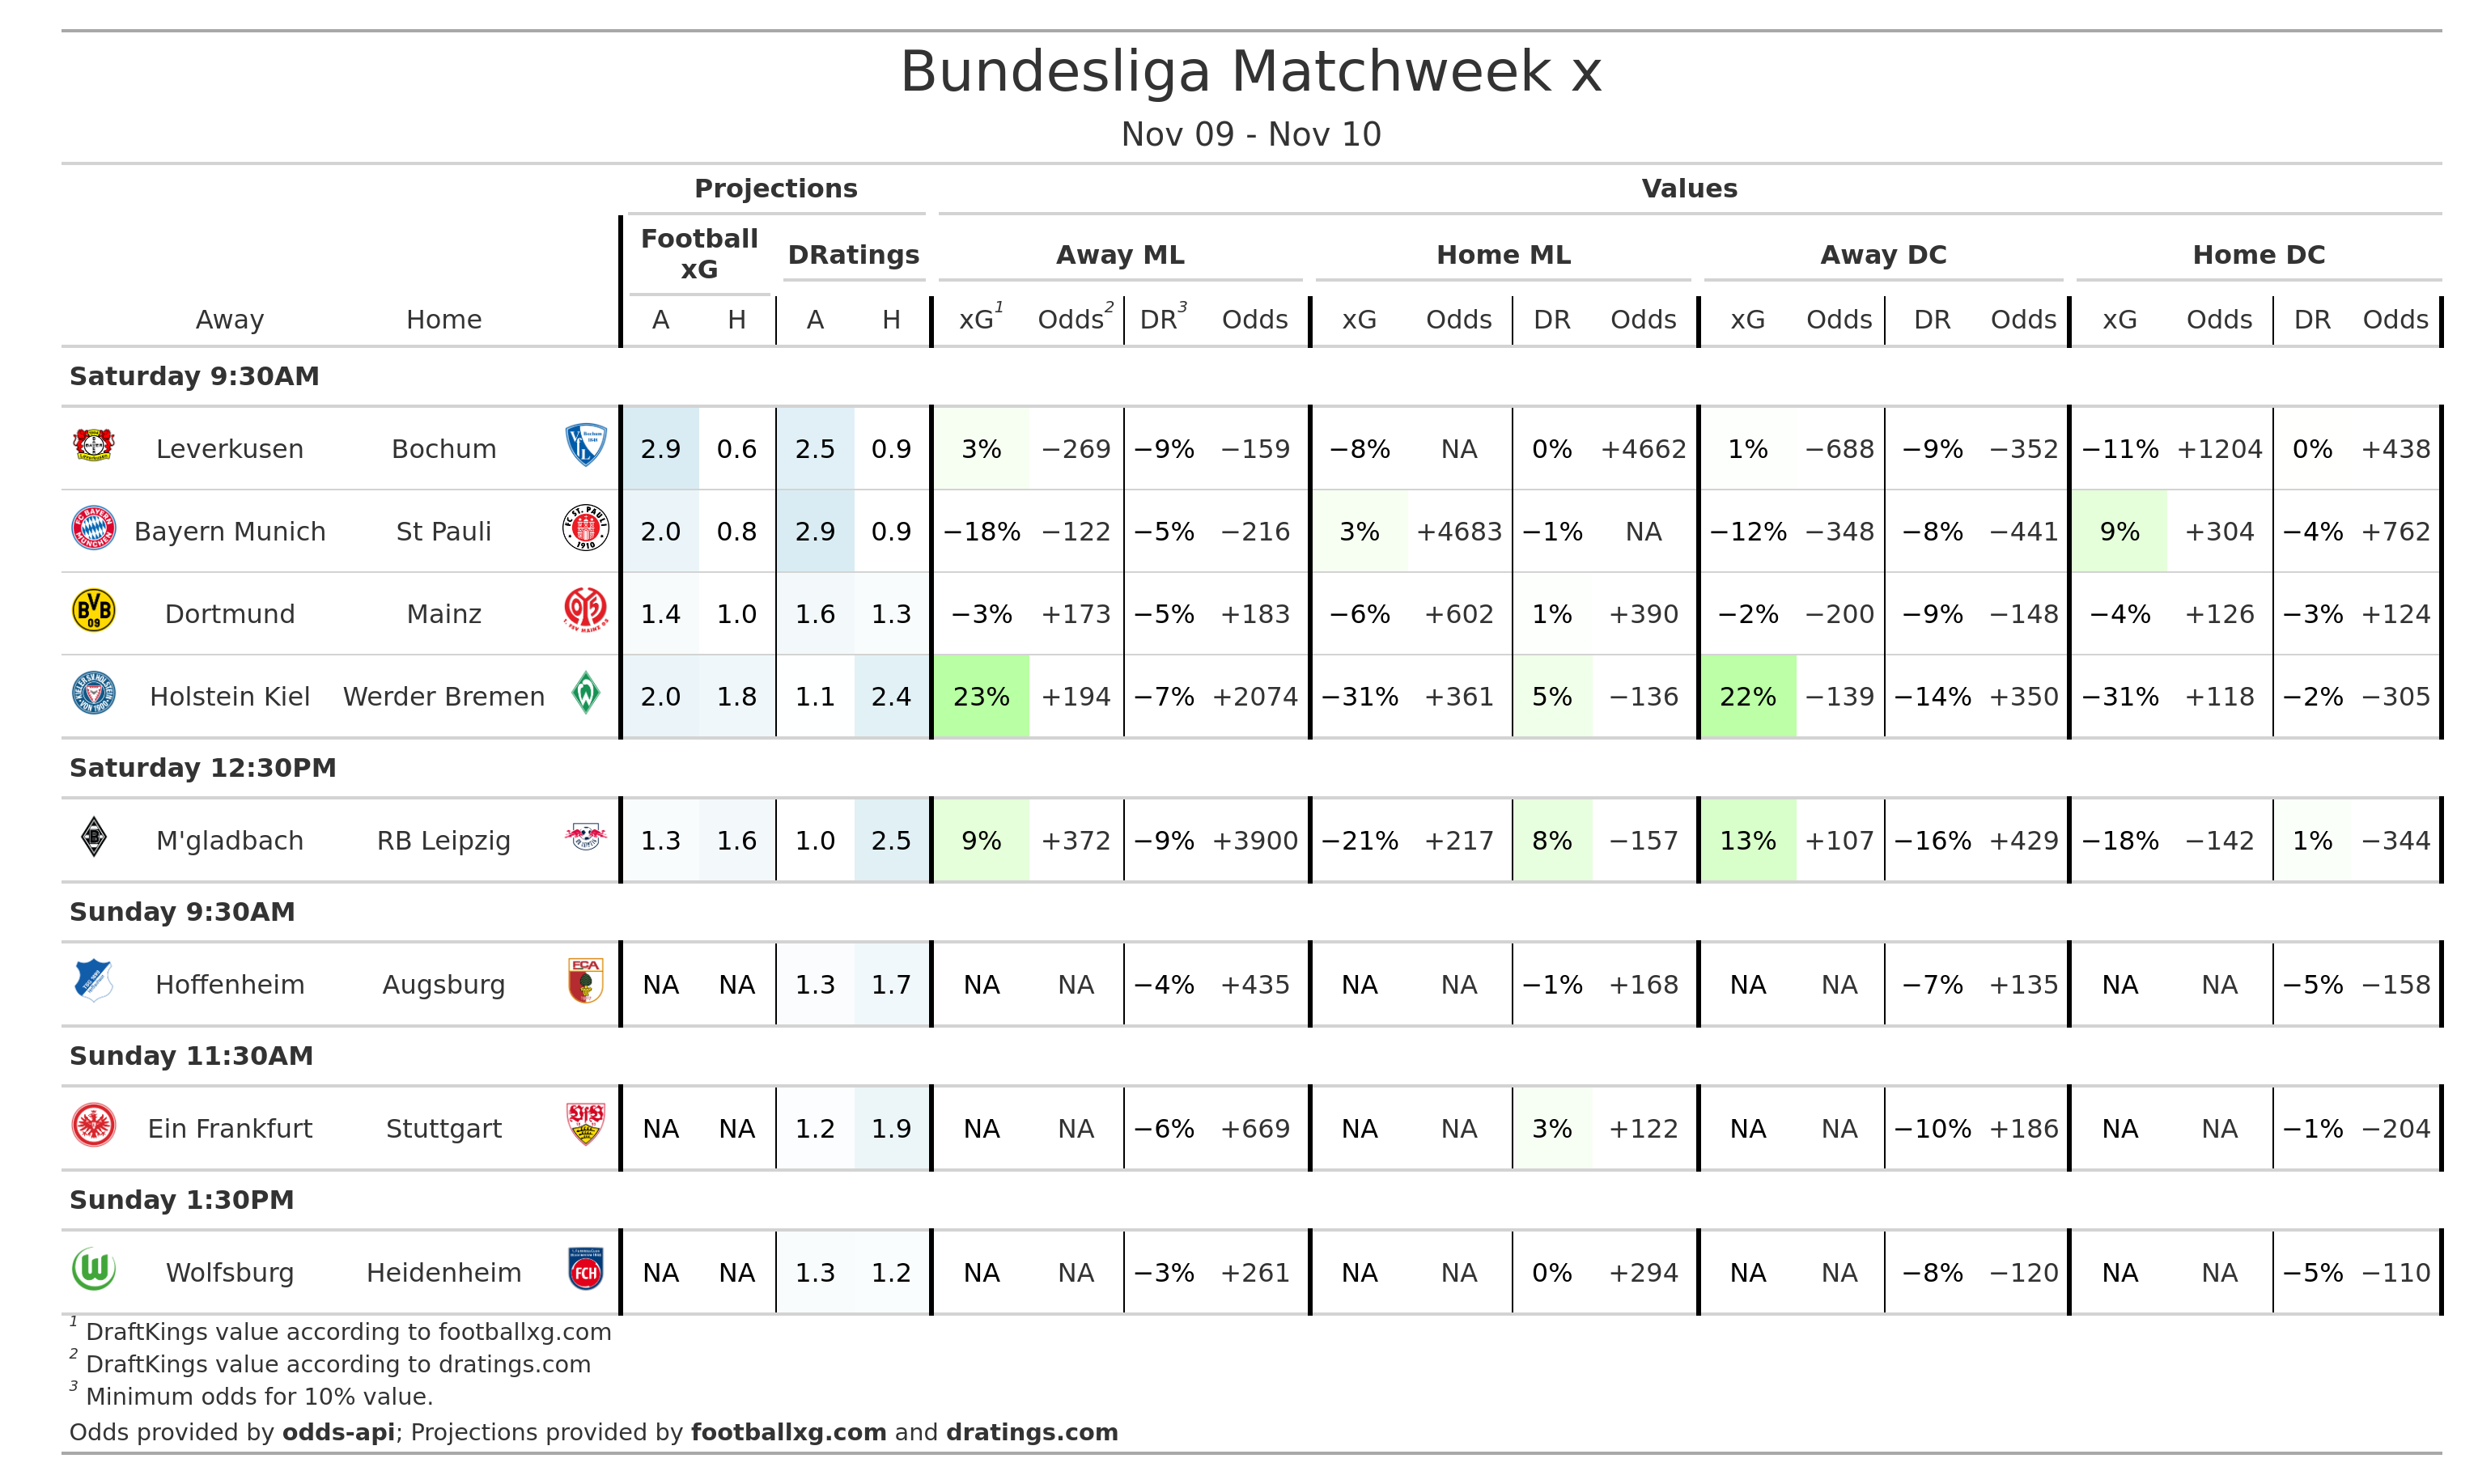 Bundesliga Matchweek x
Nov 09 - Nov 10
Projections Values
Football xG DRatings Away ML Home ML Away DC Home DC
Away Home A H A H xG1 Odds2 DR3 Odds xG Odds DR Odds xG Odds DR Odds xG Odds DR Odds
Saturday 9:30AM
Leverkusen Bochum 2.9 0.6 2.5 0.9 3% −269 −9% −159 −8% NA 0% +4662 1% −688 −9% −352 −11% +1204 0% +438
Bayern Munich St Pauli 2.0 0.8 2.9 0.9 −18% −122 −5% −216 3% +4683 −1% NA −12% −348 −8% −441 9% +304 −4% +762
Dortmund Mainz 1.4 1.0 1.6 1.3 −3% +173 −5% +183 −6% +602 1% +390 −2% −200 −9% −148 −4% +126 −3% +124
Holstein Kiel Werder Bremen 2.0 1.8 1.1 2.4 23% +194 −7% +2074 −31% +361 5% −136 22% −139 −14% +350 −31% +118 −2% −305
Saturday 12:30PM
M'gladbach RB Leipzig 1.3 1.6 1.0 2.5 9% +372 −9% +3900 −21% +217 8% −157 13% +107 −16% +429 −18% −142 1% −344
Sunday 9:30AM
Hoffenheim Augsburg NA NA 1.3 1.7 NA NA −4% +435 NA NA −1% +168 NA NA −7% +135 NA NA −5% −158
Sunday 11:30AM
Ein Frankfurt Stuttgart NA NA 1.2 1.9 NA NA −6% +669 NA NA 3% +122 NA NA −10% +186 NA NA −1% −204
Sunday 1:30PM
Wolfsburg Heidenheim NA NA 1.3 1.2 NA NA −3% +261 NA NA 0% +294 NA NA −8% −120 NA NA −5% −110
1 DraftKings value according to footballxg.com
2 DraftKings value according to dratings.com
3 Minimum odds for 10% value.
Odds provided by odds-api; Projections provided by footballxg.com and dratings.com